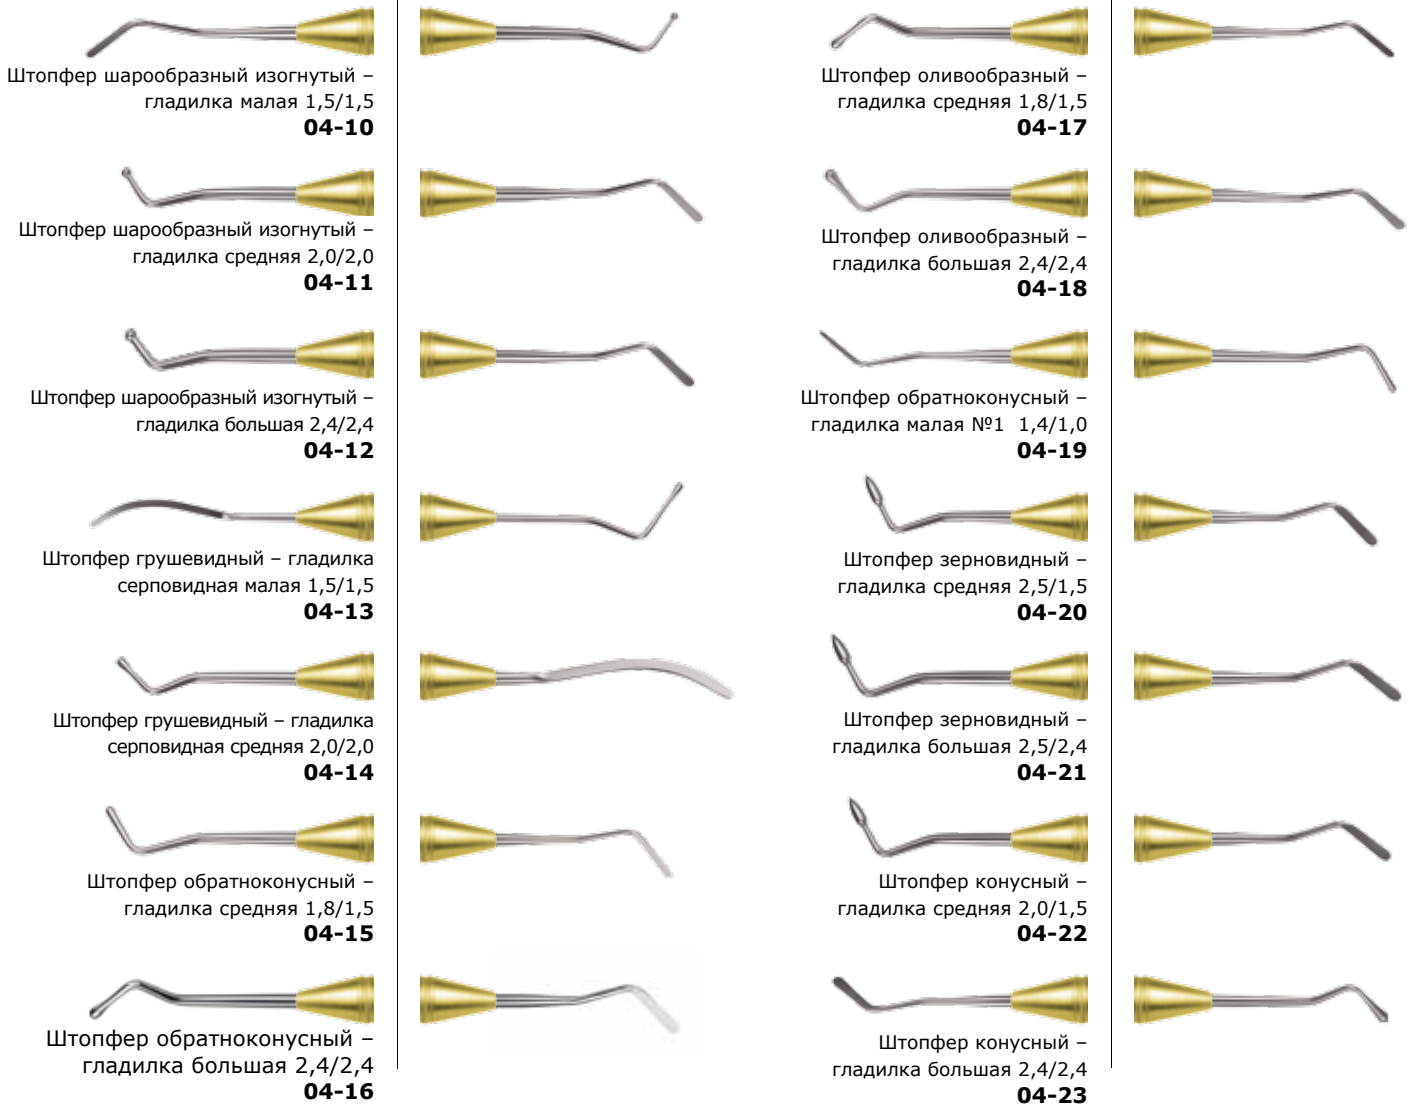 Штопфер шарообразный изогнутый –
гладилка малая 1,5/1,5
04-10
Штопфер шарообразный изогнутый –
гладилка средняя 2,0/2,0
04-11
Штопфер шарообразный изогнутый –
гладилка большая 2,4/2,4
04-12
Штопфер грушевидный – гладилка
серповидная малая 1,5/1,5
04-13
Штопфер грушевидный – гладилка
серповидная средняя 2,0/2,0
04-14
Штопфер обратноконусный –
гладилка средняя 1,8/1,5
04-15
Штопфер обратноконусный –
гладилка большая 2,4/2,4
04-16
Штопфер оливообразный –
гладилка средняя 1,8/1,5
04-17
Штопфер оливообразный –
гладилка большая 2,4/2,4
04-18
Штопфер обратноконусный –
гладилка малая №1 1,4/1,0
04-19
Штопфер зерновидный –
гладилка средняя 2,5/1,5
04-20
Штопфер зерновидный –
гладилка большая 2,5/2,4
04-21
Штопфер конусный –
гладилка средняя 2,0/1,5
04-22
Штопфер конусный –
гладилка большая 2,4/2,4
04-23